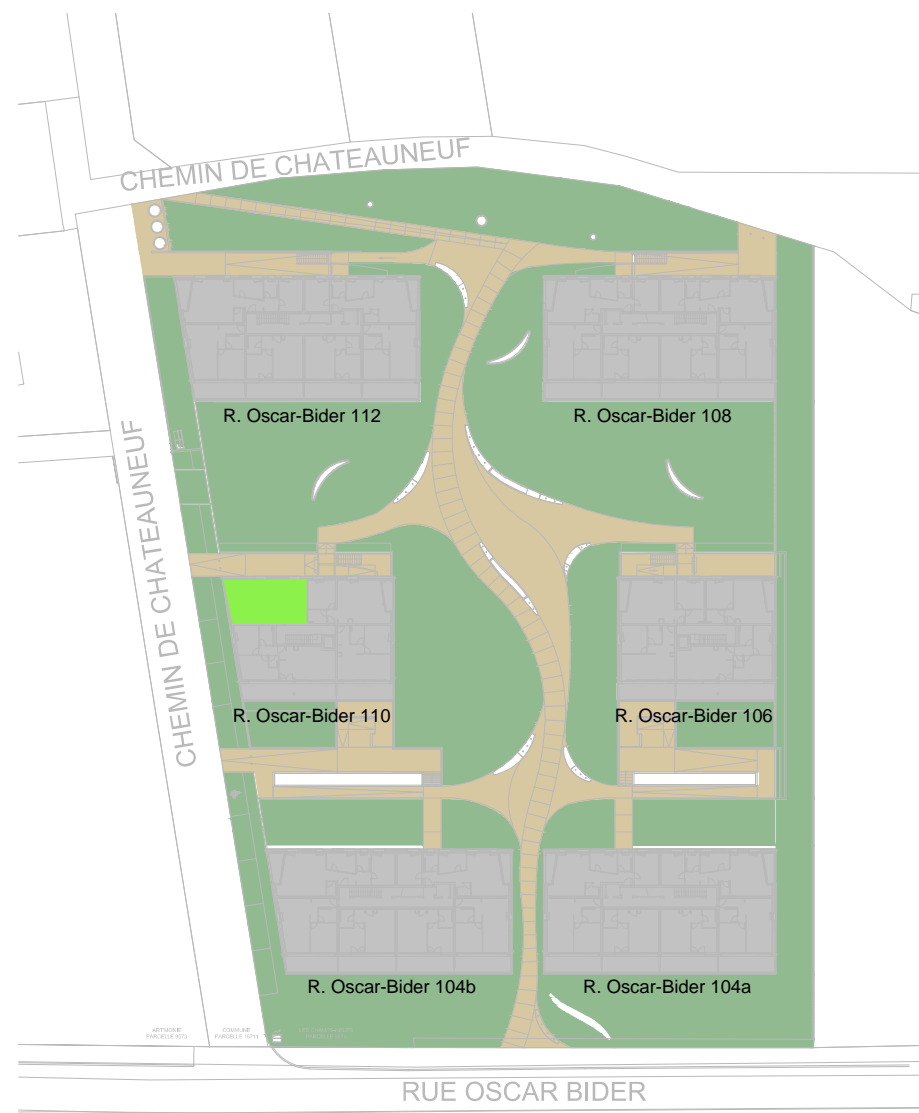 CHEMIN DE CHATEAUNEUF
R. Oscar-Bider 112
R. Oscar-Bider 108
CHEMIN DE CHATEAUNEUF
R. Oscar-Bider 110
R. Oscar-Bider 106
R. Oscar-Bider 104b
R. Oscar-Bider 104a
COMMUNE
RUE OSCAR BIDER